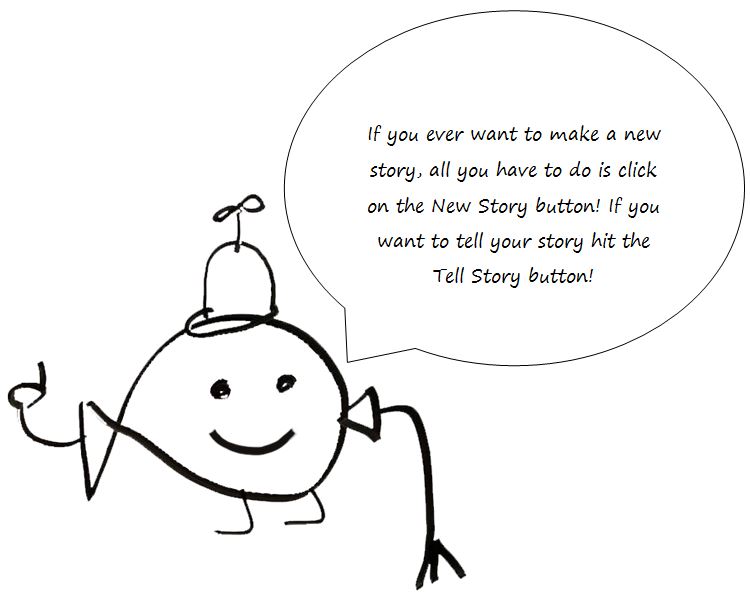 If you ever want to make a new
story, all you have to do is click
on the New Story button! If you
want to tell your story hit the
Tell Story button!